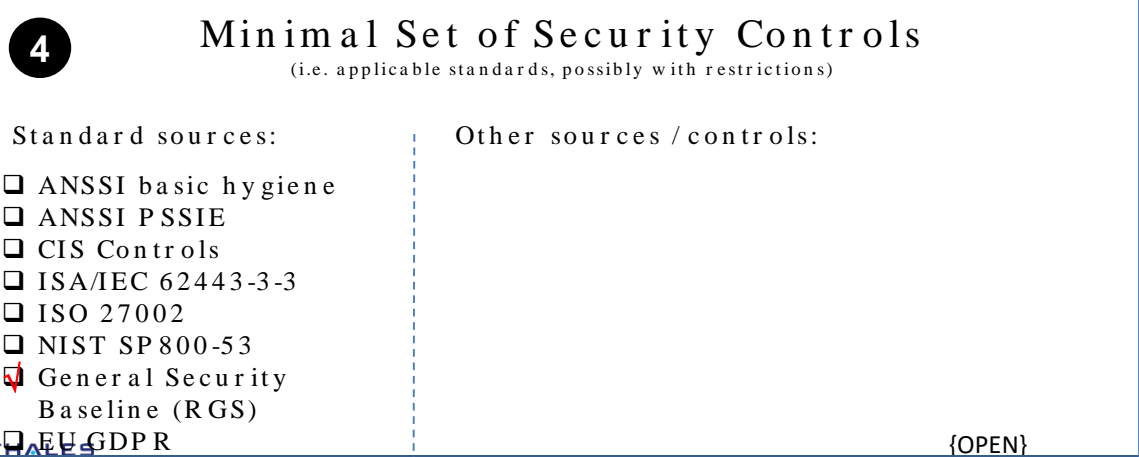 4
Minimal Set of Security Controls
(i.e. applicable standards, possibly with restrictions)
Standard sources:
Other sources / controls:
❑ ANSSI basic hygiene
❑ ANSSI PSSIE
❑ CIS Controls
❑ ISA/IEC 62443-3-3
❑ ISO 27002
❑ NIST SP 800-53
❑ General Security
Baseline (RGS)
❑ EU GDPR
THALES
{OPEN}